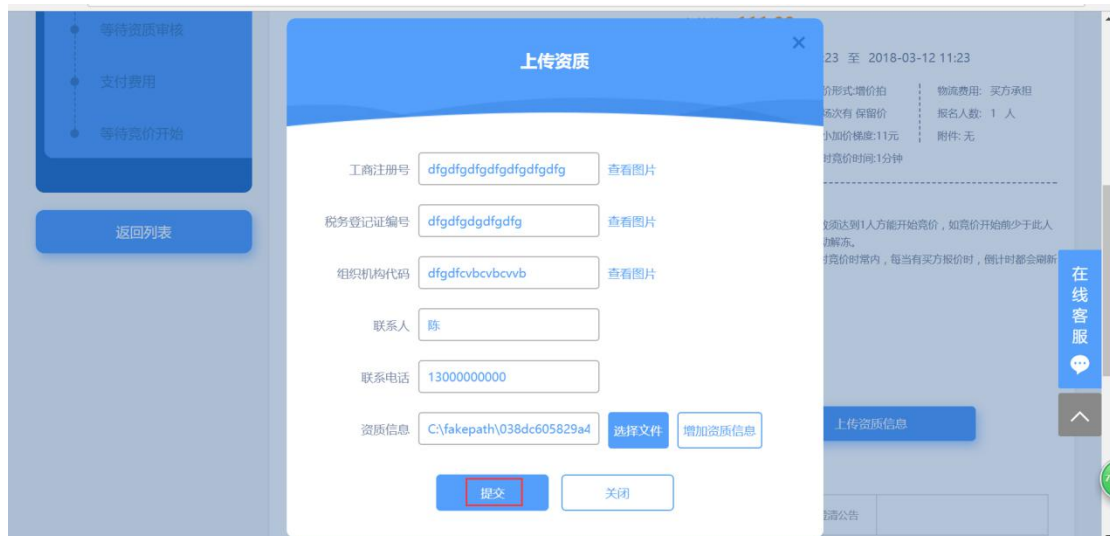 等待资质审核
支付费用
等待竞价开始
返回列表
上传资质
×
23 至 2018-03-12 11:23
价形式:增价拍
物流费用: 买方承担
场次有 保留价
报名人数: 1 人
小加价梯度:11元
附件: 无
时竞价时间:1分钟
工商注册号 dfgdfgdfgdfgdfgdfgdfg 查看图片
税务登记证编号 dfgdfgdgdfgdfg 查看图片
组织机构代码 dfgdfcvbcvbcvvb 查看图片
联系人 陈
联系电话 13000000000
资质信息 C:\fakepath\038dc605829a4 选择文件 增加资质信息
提交 关闭
数须达到1人方能开始竞价，如竞价开始前少于此人
动解冻。
时竞价时常内，每当有买方报价时，倒计时都会刷新
上传资质信息
澄清公告
在线客服